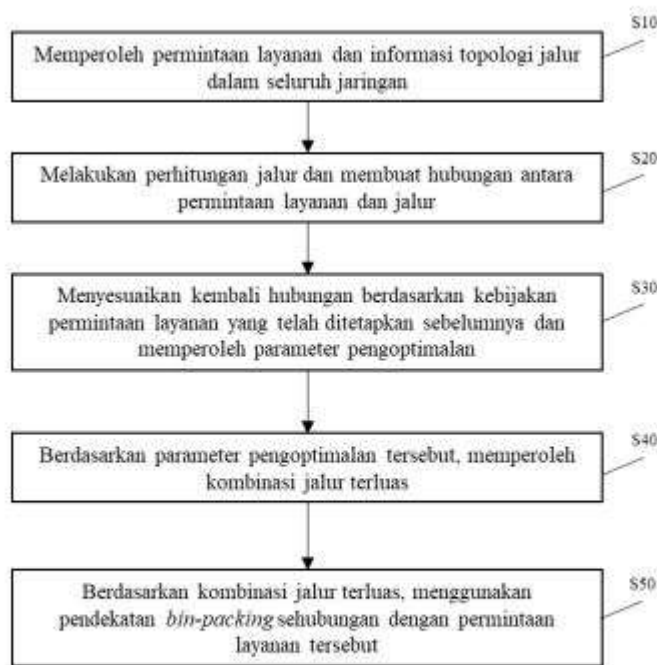 S10
Memperoleh permintaan layanan dan informasi topologi jalur
dalam seluruh jaringan
S20
Melakukan perhitungan jalur dan membuat hubungan antara
permintaan layanan dan jalur
S30
Menyesuaikan kembali hubungan berdasarkan kebijakan
permintaan layanan yang telah ditetapkan sebelumnya dan
memperoleh parameter pengoptimalan
S40
Berdasarkan parameter pengoptimalan tersebut, memperoleh
kombinasi jalur terluas
S50
Berdasarkan kombinasi jalur terluas, menggunakan
pendekatan bin-packing sehubungan dengan permintaan
layanan tersebut